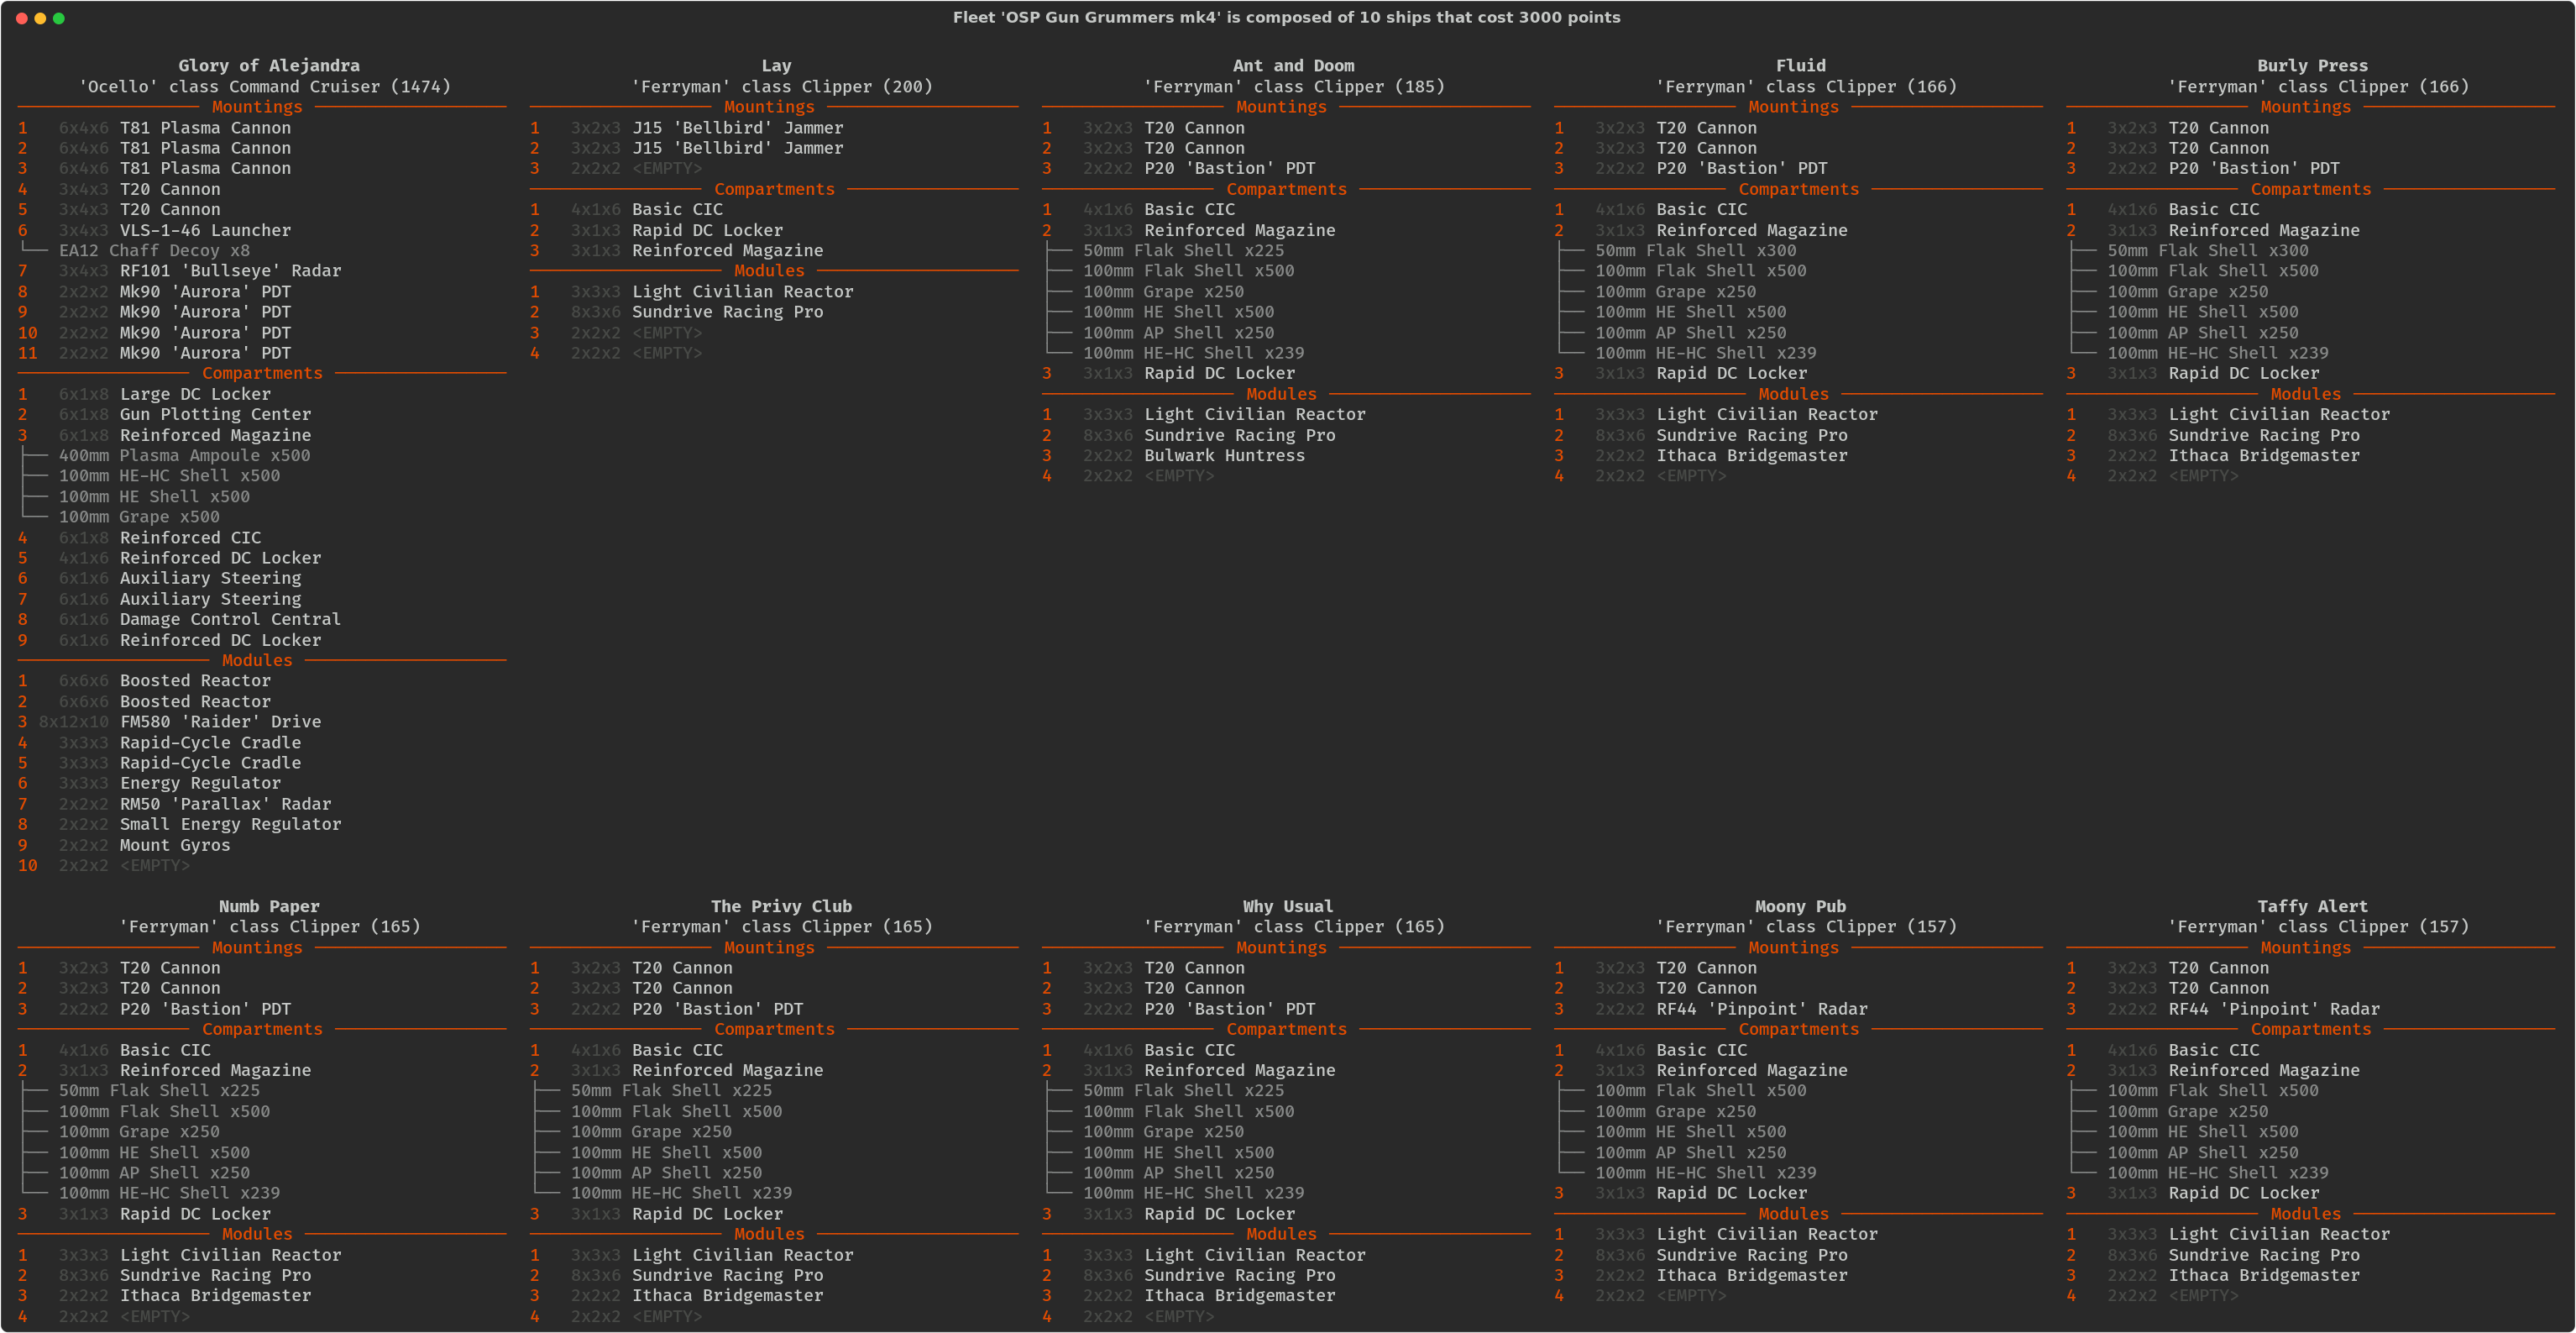 Fleet 'OSP Gun Grummers mk4' is composed of 10 ships that cost 3000 points
Glory of Alejandra
'Ocello' class Command Cruiser (1474)
Mountings
1 6x4x6 T81 Plasma Cannon
2 6x4x6 T81 Plasma Cannon
3 6x4x6 T81 Plasma Cannon
4 3x4x3 T20 Cannon
5 3x4x3 T20 Cannon
6 3x4x3 VLS-1-46 Launcher
EA12 Chaff Decoy x8
7 3x4x3 RF101 'Bullseye' Radar
8 2x2x2 Mk90 'Aurora' PDT
9 2x2x2 Mk90 'Aurora' PDT
10 2x2x2 Mk90 'Aurora' PDT
11 2x2x2 Mk90 'Aurora' PDT
Compartments
1 6x1x8 Large DC Locker
2 6x1x8 Gun Plotting Center
3 6x1x8 Reinforced Magazine
400mm Plasma Ampoule x500
100mm HE-HC Shell x500
100mm HE Shell x500
100mm Grape x500
4 6x1x8 Reinforced CIC
5 4x1x6 Reinforced DC Locker
6 6x1x6 Auxiliary Steering
7 6x1x6 Auxiliary Steering
8 6x1x6 Damage Control Central
9 6x1x6 Reinforced DC Locker
Modules
1 6x6x6 Boosted Reactor
2 6x6x6 Boosted Reactor
3 8x12x10 FM580 'Raider' Drive
4 3x3x3 Rapid-Cycle Cradle
5 3x3x3 Rapid-Cycle Cradle
6 3x3x3 Energy Regulator
7 2x2x2 RM50 'Parallax' Radar
8 2x2x2 Small Energy Regulator
9 2x2x2 Mount Gyros
10 2x2x2 <EMPTY>
Lay
'Ferryman' class Clipper (200)
Mountings
1 3x2x3 J15 'Bellbird' Jammer
2 3x2x3 J15 'Bellbird' Jammer
3 2x2x2 <EMPTY>
Compartments
1 4x1x6 Basic CIC
2 3x1x3 Rapid DC Locker
3 3x1x3 Reinforced Magazine
Modules
1 3x3x3 Light Civilian Reactor
2 8x3x6 Sundrive Racing Pro
3 2x2x2 <EMPTY>
4 2x2x2 <EMPTY>
Ant and Doom
'Ferryman' class Clipper (185)
Mountings
1 3x2x3 T20 Cannon
2 3x2x3 T20 Cannon
3 2x2x2 P20 'Bastion' PDT
Compartments
1 4x1x6 Basic CIC
2 3x1x3 Reinforced Magazine
50mm Flak Shell x225
100mm Flak Shell x500
100mm Grape x250
100mm HE Shell x500
100mm AP Shell x250
100mm HE-HC Shell x239
3 3x1x3 Rapid DC Locker
Modules
1 3x3x3 Light Civilian Reactor
2 8x3x6 Sundrive Racing Pro
3 2x2x2 Bulwark Huntress
4 2x2x2 <EMPTY>
Fluid
'Ferryman' class Clipper (166)
Mountings
1 3x2x3 T20 Cannon
2 3x2x3 T20 Cannon
3 2x2x2 P20 'Bastion' PDT
Compartments
1 4x1x6 Basic CIC
2 3x1x3 Reinforced Magazine
50mm Flak Shell x300
100mm Flak Shell x500
100mm Grape x250
100mm HE Shell x500
100mm AP Shell x250
100mm HE-HC Shell x239
3 3x1x3 Rapid DC Locker
Modules
1 3x3x3 Light Civilian Reactor
2 8x3x6 Sundrive Racing Pro
3 2x2x2 Ithaca Bridgemaster
4 2x2x2 <EMPTY>
Burly Press
'Ferryman' class Clipper (166)
Mountings
1 3x2x3 T20 Cannon
2 3x2x3 T20 Cannon
3 2x2x2 P20 'Bastion' PDT
Compartments
1 4x1x6 Basic CIC
2 3x1x3 Reinforced Magazine
50mm Flak Shell x300
100mm Flak Shell x500
100mm Grape x250
100mm HE Shell x500
100mm AP Shell x250
100mm HE-HC Shell x239
3 3x1x3 Rapid DC Locker
Modules
1 3x3x3 Light Civilian Reactor
2 8x3x6 Sundrive Racing Pro
3 2x2x2 Ithaca Bridgemaster
4 2x2x2 <EMPTY>
Numb Paper
'Ferryman' class Clipper (165)
Mountings
1 3x2x3 T20 Cannon
2 3x2x3 T20 Cannon
3 2x2x2 P20 'Bastion' PDT
Compartments
1 4x1x6 Basic CIC
2 3x1x3 Reinforced Magazine
50mm Flak Shell x225
100mm Flak Shell x500
100mm Grape x250
100mm HE Shell x500
100mm AP Shell x250
100mm HE-HC Shell x239
3 3x1x3 Rapid DC Locker
Modules
1 3x3x3 Light Civilian Reactor
2 8x3x6 Sundrive Racing Pro
3 2x2x2 Ithaca Bridgemaster
4 2x2x2 <EMPTY>
The Privy Club
'Ferryman' class Clipper (165)
Mountings
1 3x2x3 T20 Cannon
2 3x2x3 T20 Cannon
3 2x2x2 P20 'Bastion' PDT
Compartments
1 4x1x6 Basic CIC
2 3x1x3 Reinforced Magazine
50mm Flak Shell x225
100mm Flak Shell x500
100mm Grape x250
100mm HE Shell x500
100mm AP Shell x250
100mm HE-HC Shell x239
3 3x1x3 Rapid DC Locker
Modules
1 3x3x3 Light Civilian Reactor
2 8x3x6 Sundrive Racing Pro
3 2x2x2 Ithaca Bridgemaster
4 2x2x2 <EMPTY>
Why Usual
'Ferryman' class Clipper (165)
Mountings
1 3x2x3 T20 Cannon
2 3x2x3 T20 Cannon
3 2x2x2 P20 'Bastion' PDT
Compartments
1 4x1x6 Basic CIC
2 3x1x3 Reinforced Magazine
50mm Flak Shell x225
100mm Flak Shell x500
100mm Grape x250
100mm HE Shell x500
100mm AP Shell x250
100mm HE-HC Shell x239
3 3x1x3 Rapid DC Locker
Modules
1 3x3x3 Light Civilian Reactor
2 8x3x6 Sundrive Racing Pro
3 2x2x2 Ithaca Bridgemaster
4 2x2x2 <EMPTY>
Moony Pub
'Ferryman' class Clipper (157)
Mountings
1 3x2x3 T20 Cannon
2 3x2x3 T20 Cannon
3 2x2x2 RF44 'Pinpoint' Radar
Compartments
1 4x1x6 Basic CIC
2 3x1x3 Reinforced Magazine
100mm Flak Shell x500
100mm Grape x250
100mm HE Shell x500
100mm AP Shell x250
100mm HE-HC Shell x239
3 3x1x3 Rapid DC Locker
Modules
1 3x3x3 Light Civilian Reactor
2 8x3x6 Sundrive Racing Pro
3 2x2x2 Ithaca Bridgemaster
4 2x2x2 <EMPTY>
Taffy Alert
'Ferryman' class Clipper (157)
Mountings
1 3x2x3 T20 Cannon
2 3x2x3 T20 Cannon
3 2x2x2 RF44 'Pinpoint' Radar
Compartments
1 4x1x6 Basic CIC
2 3x1x3 Reinforced Magazine
100mm Flak Shell x500
100mm Grape x250
100mm HE Shell x500
100mm AP Shell x250
100mm HE-HC Shell x239
3 3x1x3 Rapid DC Locker
Modules
1 3x3x3 Light Civilian Reactor
2 8x3x6 Sundrive Racing Pro
3 2x2x2 Ithaca Bridgemaster
4 2x2x2 <EMPTY>